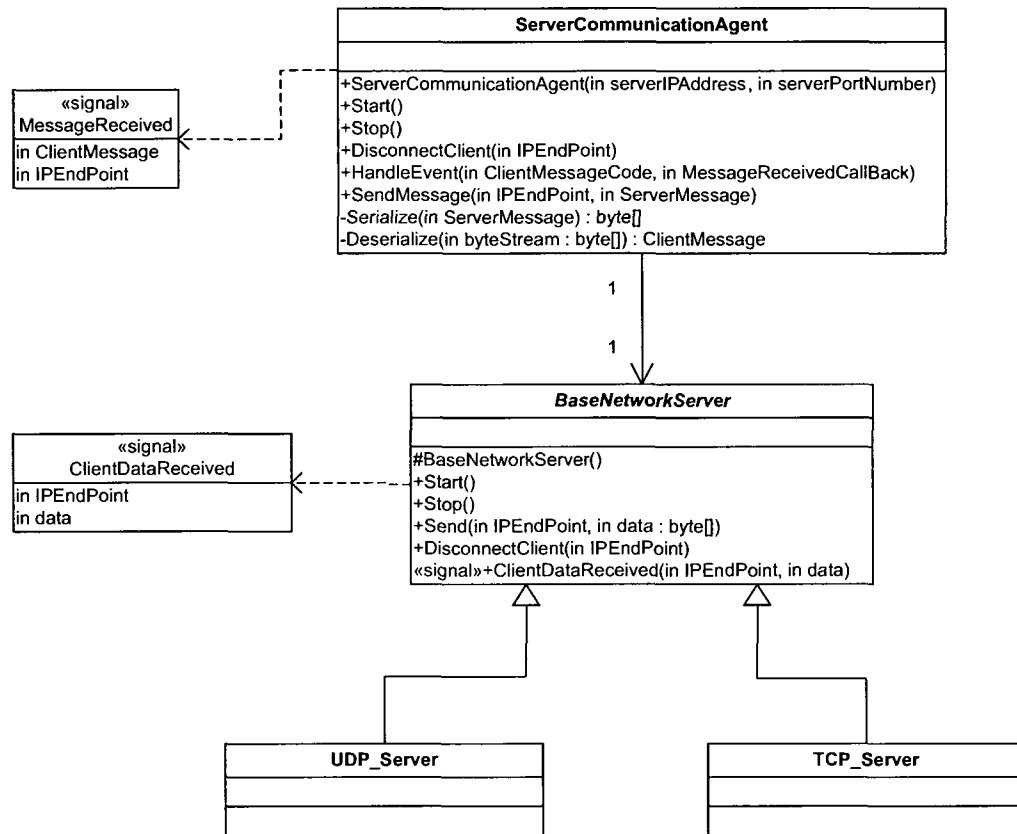 ServerCommunicationAgent
+ServerCommunicationAgent(in serverIPAddress, in serverPortNumber)
+Start()
+Stop()
+DisconnectClient(in IPEndPoint)
+HandleEvent(in ClientMessageCode, in MessageReceivedCallBack)
+SendMessage(in IPEndPoint, in ServerMessage)
-Serialize(in ServerMessage) : byte[]
-Deserialize(in byteStream : byte[]) : ClientMessage
«signal»
MessageReceived
in ClientMessage
in IPEndPoint
1
1
BaseNetworkServer
#BaseNetworkServer()
+Start()
+Stop()
+Send(in IPEndPoint, in data : byte[])
+DisconnectClient(in IPEndPoint)
«signal»+ClientDataReceived(in IPEndPoint, in data)
«signal»
ClientDataReceived
in IPEndPoint
in data
UDP_Server
TCP_Server